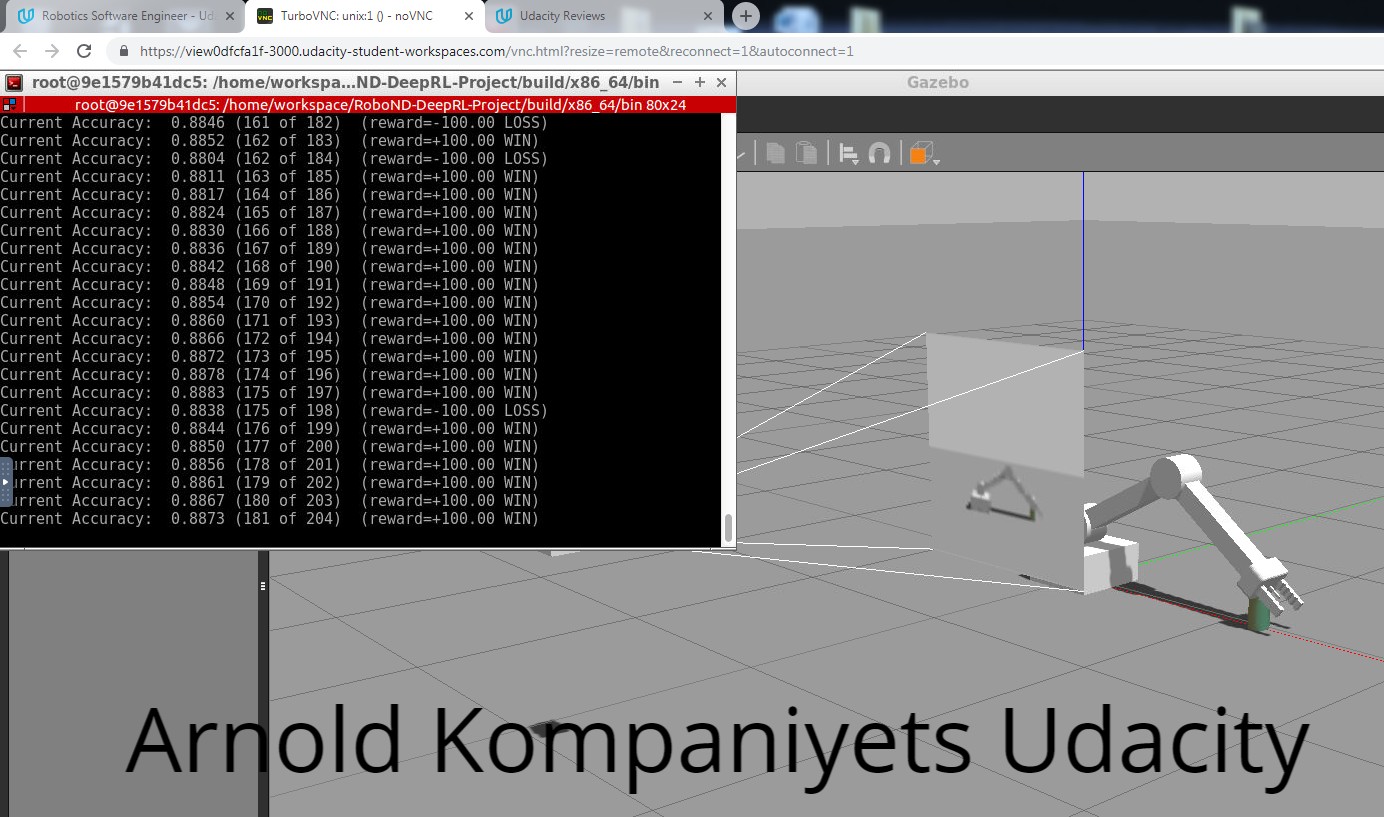 Robotics Software Engineer - Ud
TurboVNC: unix:1 () - noVNC
Udacity Reviews
https://view0dfcfa1f-3000.udacity-student-workspaces.com/vnc.html?resize=remote&reconnect=1&autoconnect=1
root@9e1579b41dc5: /home/workspa...ND-DeepRL-Project/build/x86_64/bin
Gazebo
root@9e1579b41dc5: /home/workspace/RoboND-DeepRL-Project/build/x86_64/bin 80x24
Current Accuracy:  0.8846 (161 of 182)  (reward=-100.00 LOSS)
Current Accuracy:  0.8852 (162 of 183)  (reward=+100.00 WIN)
Current Accuracy:  0.8804 (162 of 184)  (reward=-100.00 LOSS)
Current Accuracy:  0.8811 (163 of 185)  (reward=+100.00 WIN)
Current Accuracy:  0.8817 (164 of 186)  (reward=+100.00 WIN)
Current Accuracy:  0.8824 (165 of 187)  (reward=+100.00 WIN)
Current Accuracy:  0.8830 (166 of 188)  (reward=+100.00 WIN)
Current Accuracy:  0.8836 (167 of 189)  (reward=+100.00 WIN)
Current Accuracy:  0.8842 (168 of 190)  (reward=+100.00 WIN)
Current Accuracy:  0.8848 (169 of 191)  (reward=+100.00 WIN)
Current Accuracy:  0.8854 (170 of 192)  (reward=+100.00 WIN)
Current Accuracy:  0.8860 (171 of 193)  (reward=+100.00 WIN)
Current Accuracy:  0.8866 (172 of 194)  (reward=+100.00 WIN)
Current Accuracy:  0.8872 (173 of 195)  (reward=+100.00 WIN)
Current Accuracy:  0.8878 (174 of 196)  (reward=+100.00 WIN)
Current Accuracy:  0.8883 (175 of 197)  (reward=+100.00 WIN)
Current Accuracy:  0.8838 (175 of 198)  (reward=-100.00 LOSS)
Current Accuracy:  0.8844 (176 of 199)  (reward=+100.00 WIN)
Current Accuracy:  0.8850 (177 of 200)  (reward=+100.00 WIN)
Current Accuracy:  0.8856 (178 of 201)  (reward=+100.00 WIN)
Current Accuracy:  0.8861 (179 of 202)  (reward=+100.00 WIN)
Current Accuracy:  0.8867 (180 of 203)  (reward=+100.00 WIN)
Current Accuracy:  0.8873 (181 of 204)  (reward=+100.00 WIN)
Arnold Kompaniyets Udacity